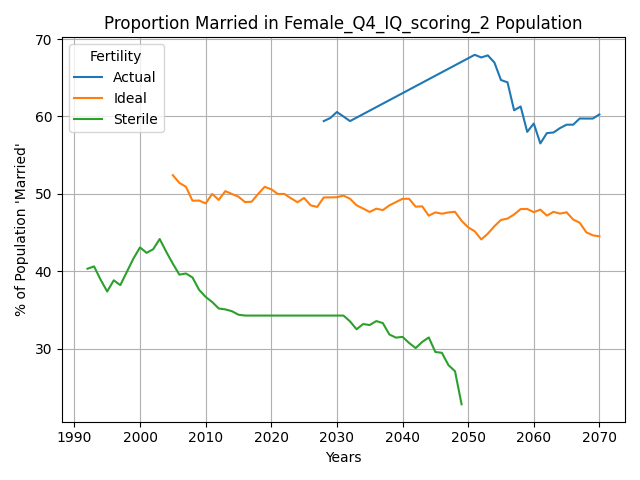 Proportion Married in Female_Q4_IQ_scoring_2 Population
% of Population 'Married'
70
60
50
40
30
Fertility
Actual
Ideal
Sterile
1990 2000 2010 2020 2030 2040 2050 2060 2070
Years